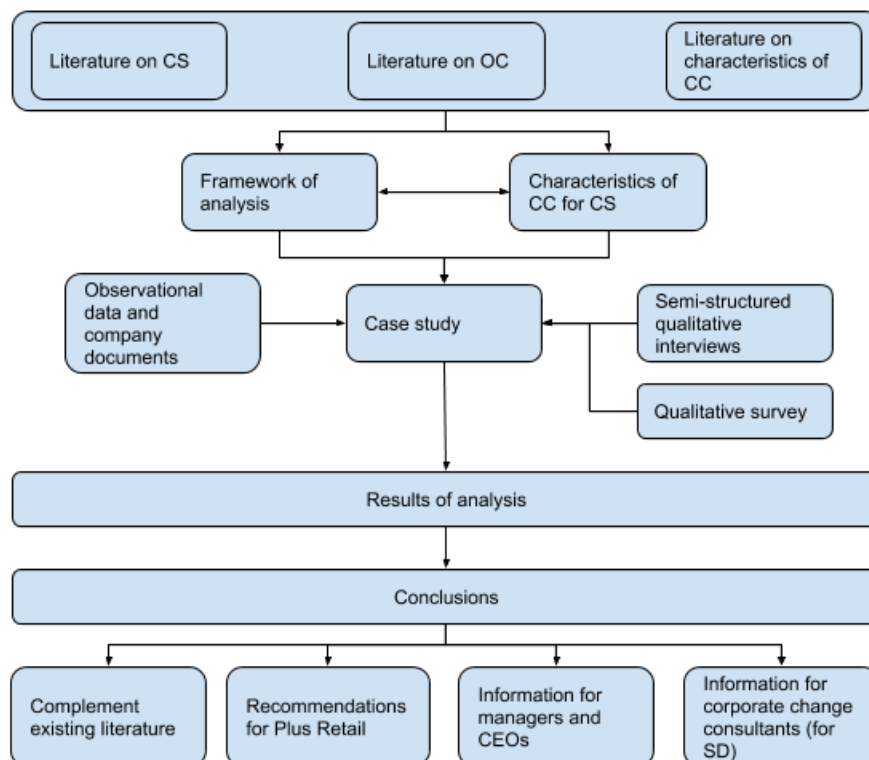 Literature on CS
Literature on OC
Literature on
characteristics of
CC
Framework of
analysis
Characteristics of
CC for CS
Observational
data and
company
documents
Case study
Semi-structured
qualitative
interviews
Qualitative survey
Results of analysis
Conclusions
Complement
existing literature
Recommendations
for Plus Retail
Information for
managers and
CEOs
Information for
corporate change
consultants (for
SD)